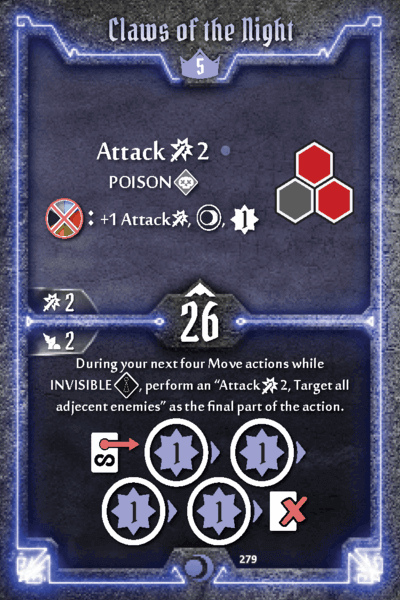 Claws of the Night
5
Attack 2
POISON
: +1 Attack, , 1
2
26
2
During your next four Move actions while
INVISIBLE , perform an “Attack 2, Target all
adjecent enemies” as the final part of the action.
S 1 1
1 1
279